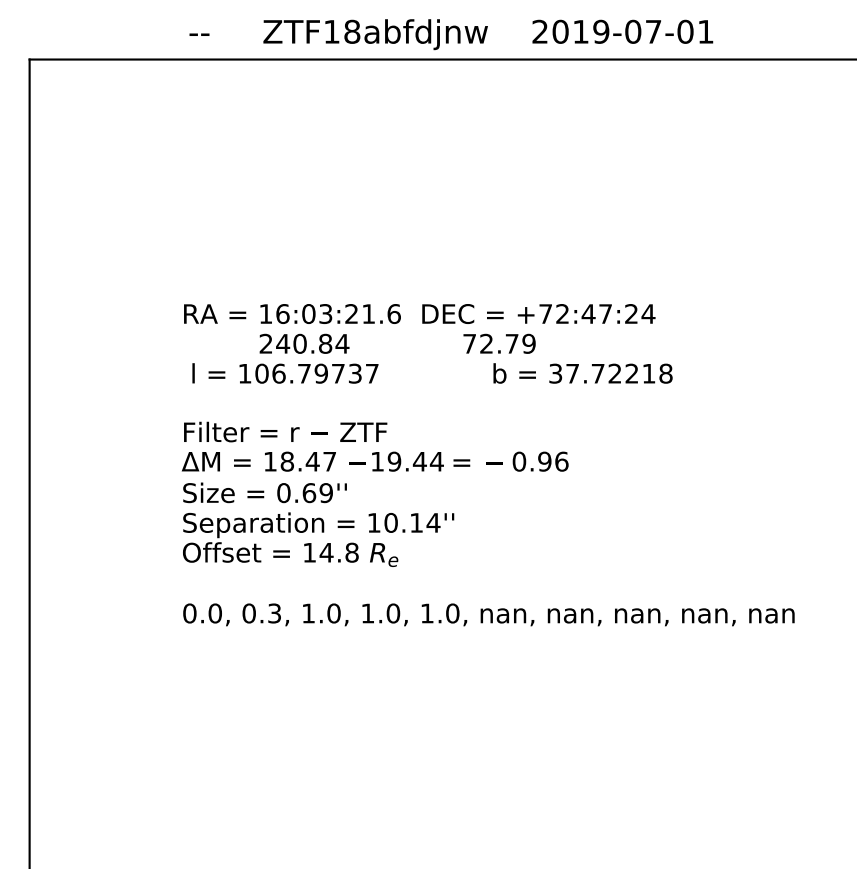 -- ZTF18abfdjnw 2019-07-01
RA = 16:03:21.6 DEC = +72:47:24
240.84 72.79
l = 106.79737 b = 37.72218
Filter = r − ZTF
ΔM = 18.47 −19.44 = − 0.96
Size = 0.69''
Separation = 10.14''
Offset = 14.8 Rₑ
0.0, 0.3, 1.0, 1.0, 1.0, nan, nan, nan, nan, nan